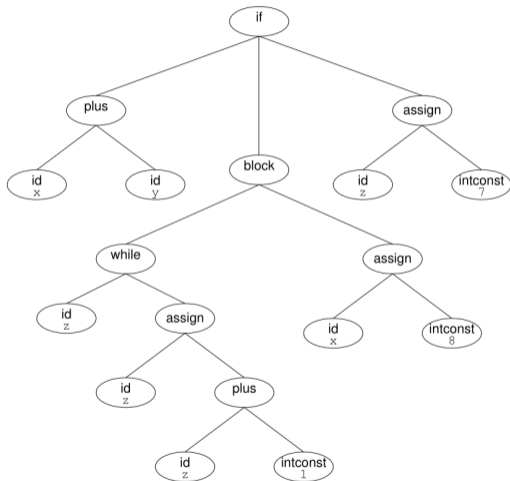 if
plus
assign
id
x
id
y
block
id
z
intconst
7
while
assign
id
z
assign
id
x
intconst
8
id
z
plus
id
z
intconst
1